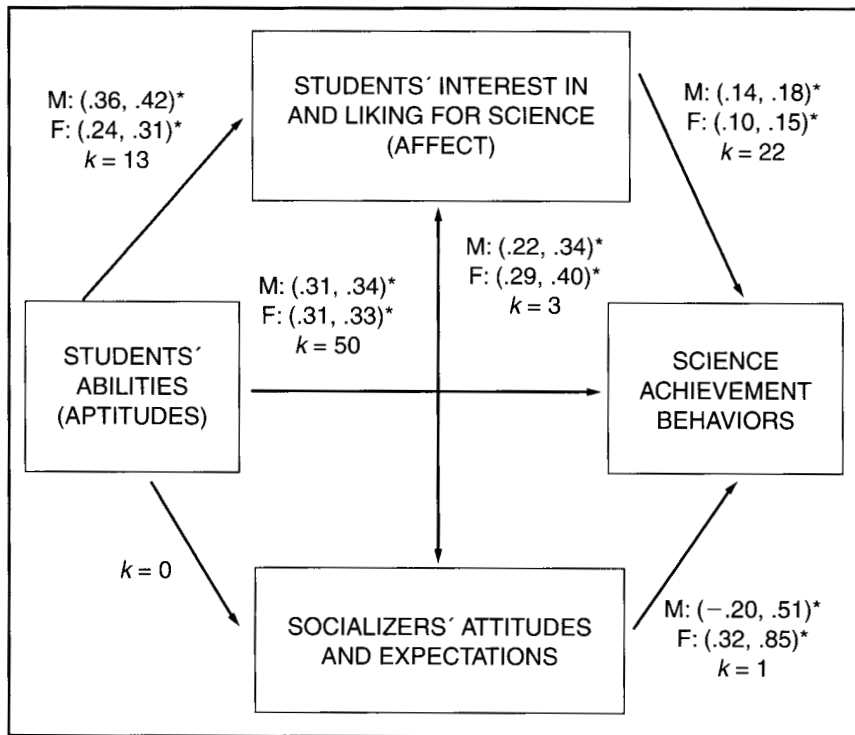 STUDENTS´ INTEREST IN
AND LIKING FOR SCIENCE
(AFFECT)
M: (.36, .42)*
F: (.24, .31)*
k = 13
M: (.14, .18)*
F: (.10, .15)*
k = 22
M: (.31, .34)*
F: (.31, .33)*
k = 50
M: (.22, .34)*
F: (.29, .40)*
k = 3
STUDENTS´
ABILITIES
(APTITUDES)
SCIENCE
ACHIEVEMENT
BEHAVIORS
k = 0
SOCIALIZERS´ ATTITUDES
AND EXPECTATIONS
M: (−.20, .51)*
F: (.32, .85)*
k = 1